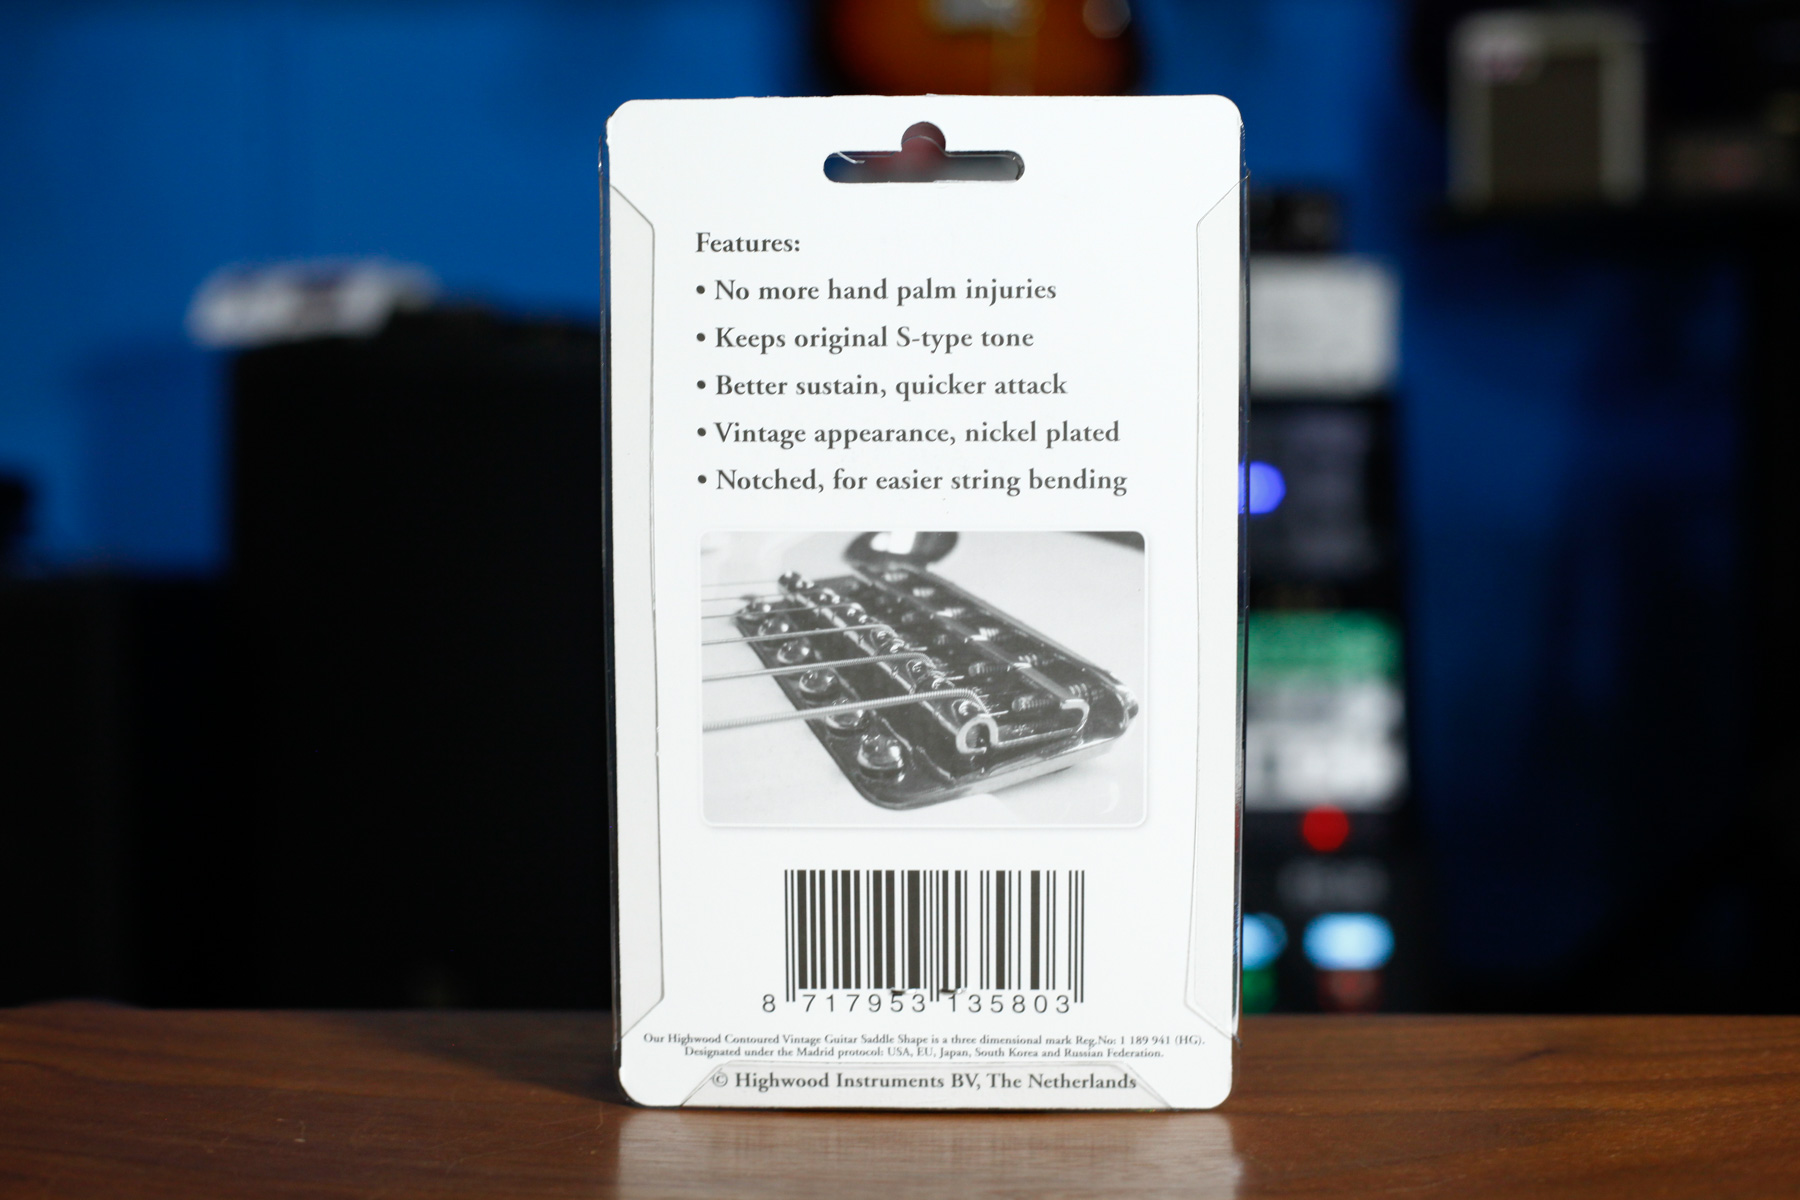 Features:
• No more hand palm injuries
• Keeps original S-type tone
• Better sustain, quicker attack
• Vintage appearance, nickel plated
• Notched, for easier string bending
8 717953 135803
Our Highwood Contoured Vintage Guitar Saddle Shape is a three dimensional mark Reg.No: 1 189 941 (HG).
Designated under the Madrid protocol: USA, EU, Japan, South Korea and Russian Federation.
© Highwood Instruments BV, The Netherlands